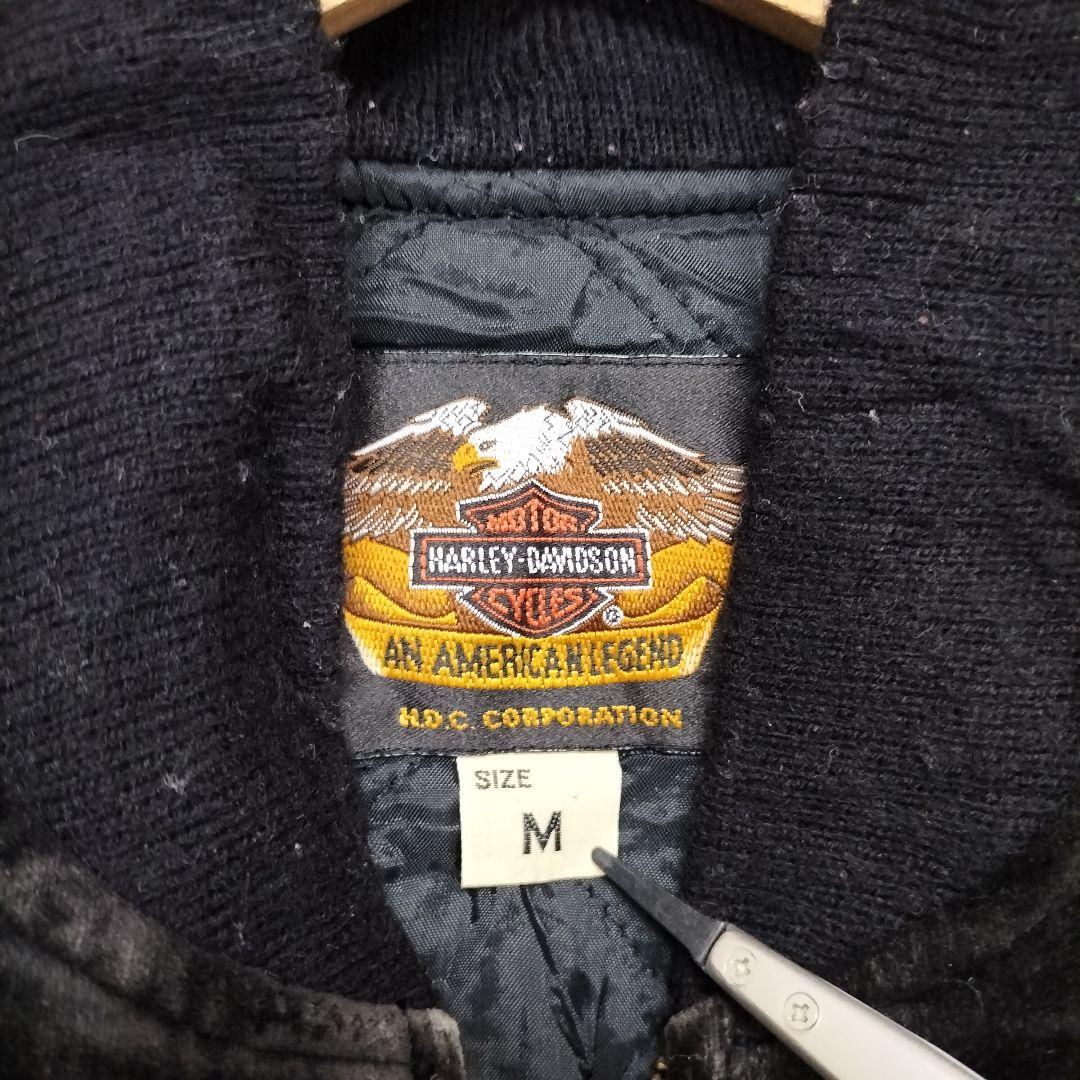 MOTOR
HARLEY-DAVIDSON
CYCLES
®
AN AMERICAN LEGEND
H.D.C. CORPORATION
SIZE
M